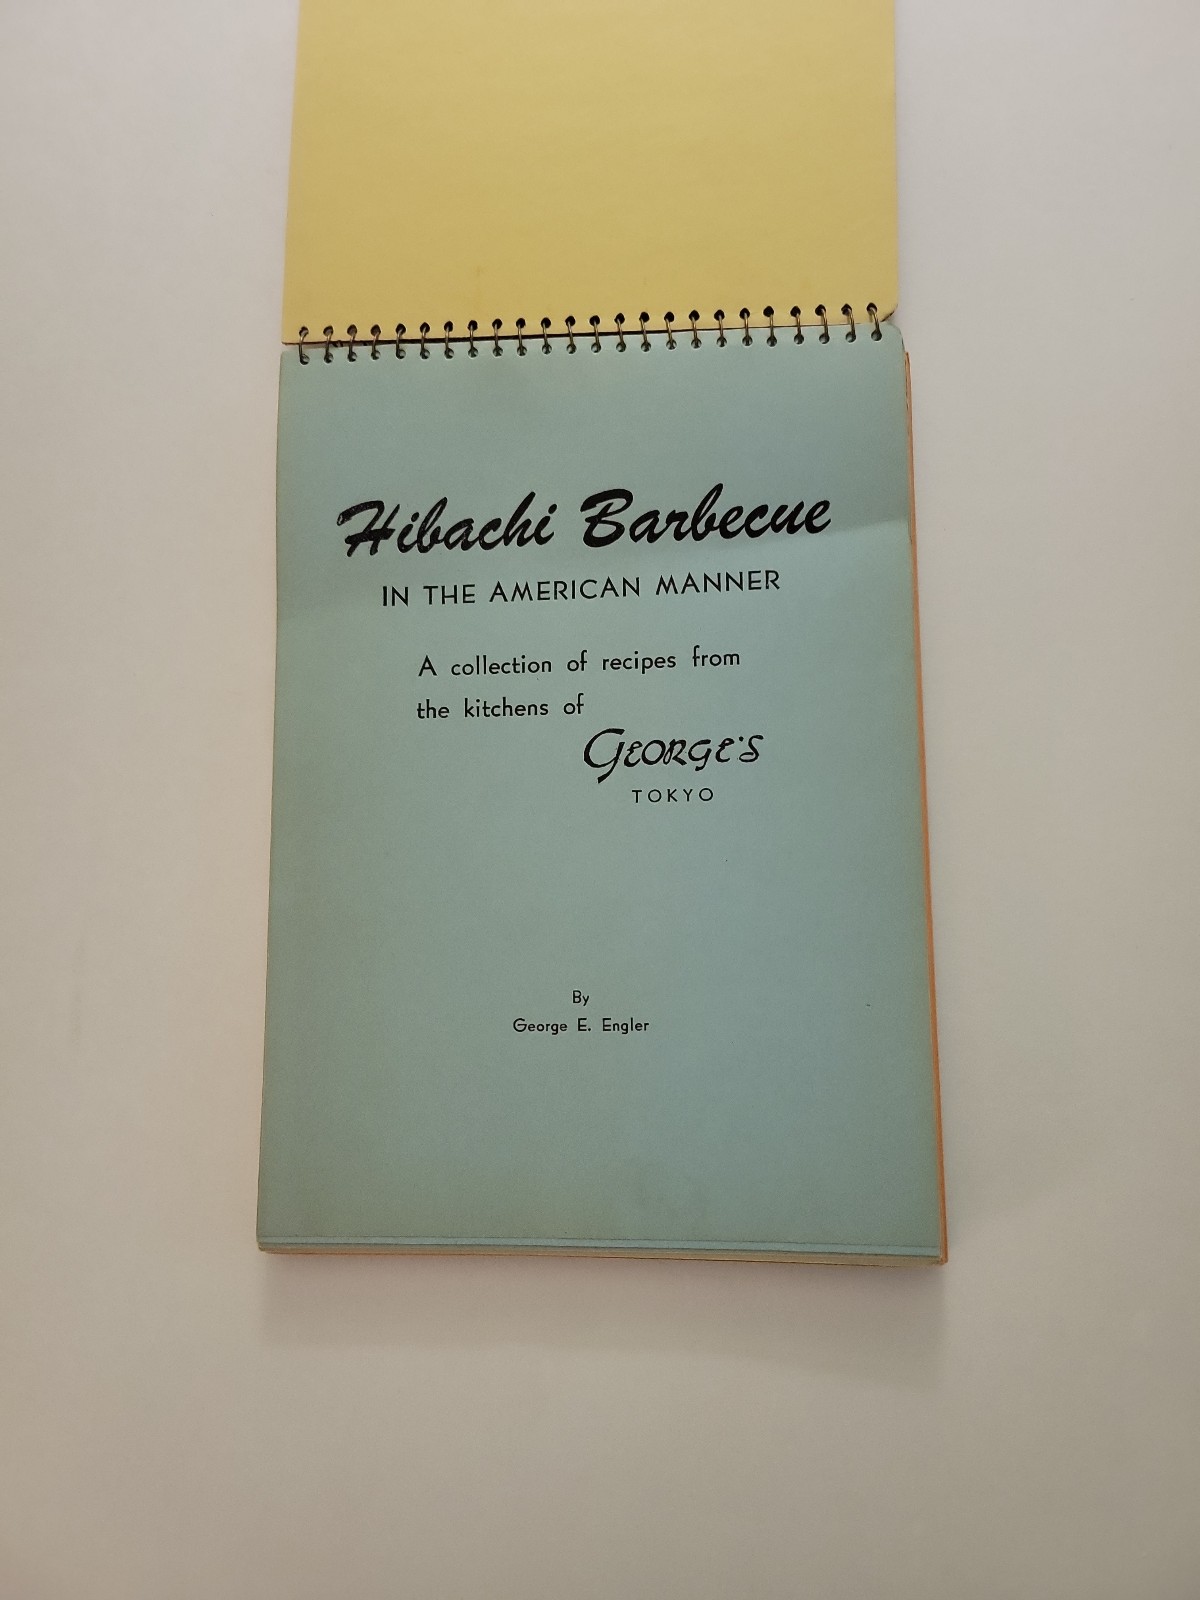 Hibachi Barbecue
IN THE AMERICAN MANNER
A collection of recipes from
the kitchens of
GEORGE'S
TOKYO
By
George E. Engler